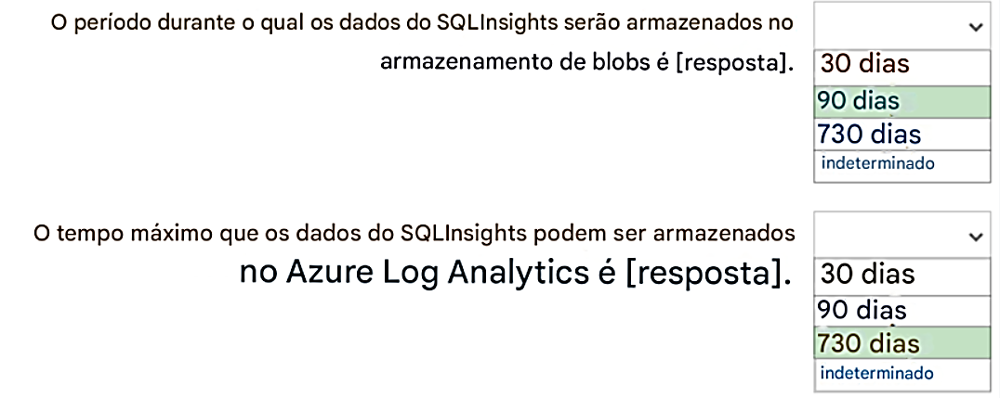 O período durante o qual os dados do SQLInsights serão armazenados no
armazenamento de blobs é [resposta].
30 dias
90 dias
730 dias
indeterminado
O tempo máximo que os dados do SQLInsights podem ser armazenados
no Azure Log Analytics é [resposta].
30 dias
90 dias
730 dias
indeterminado